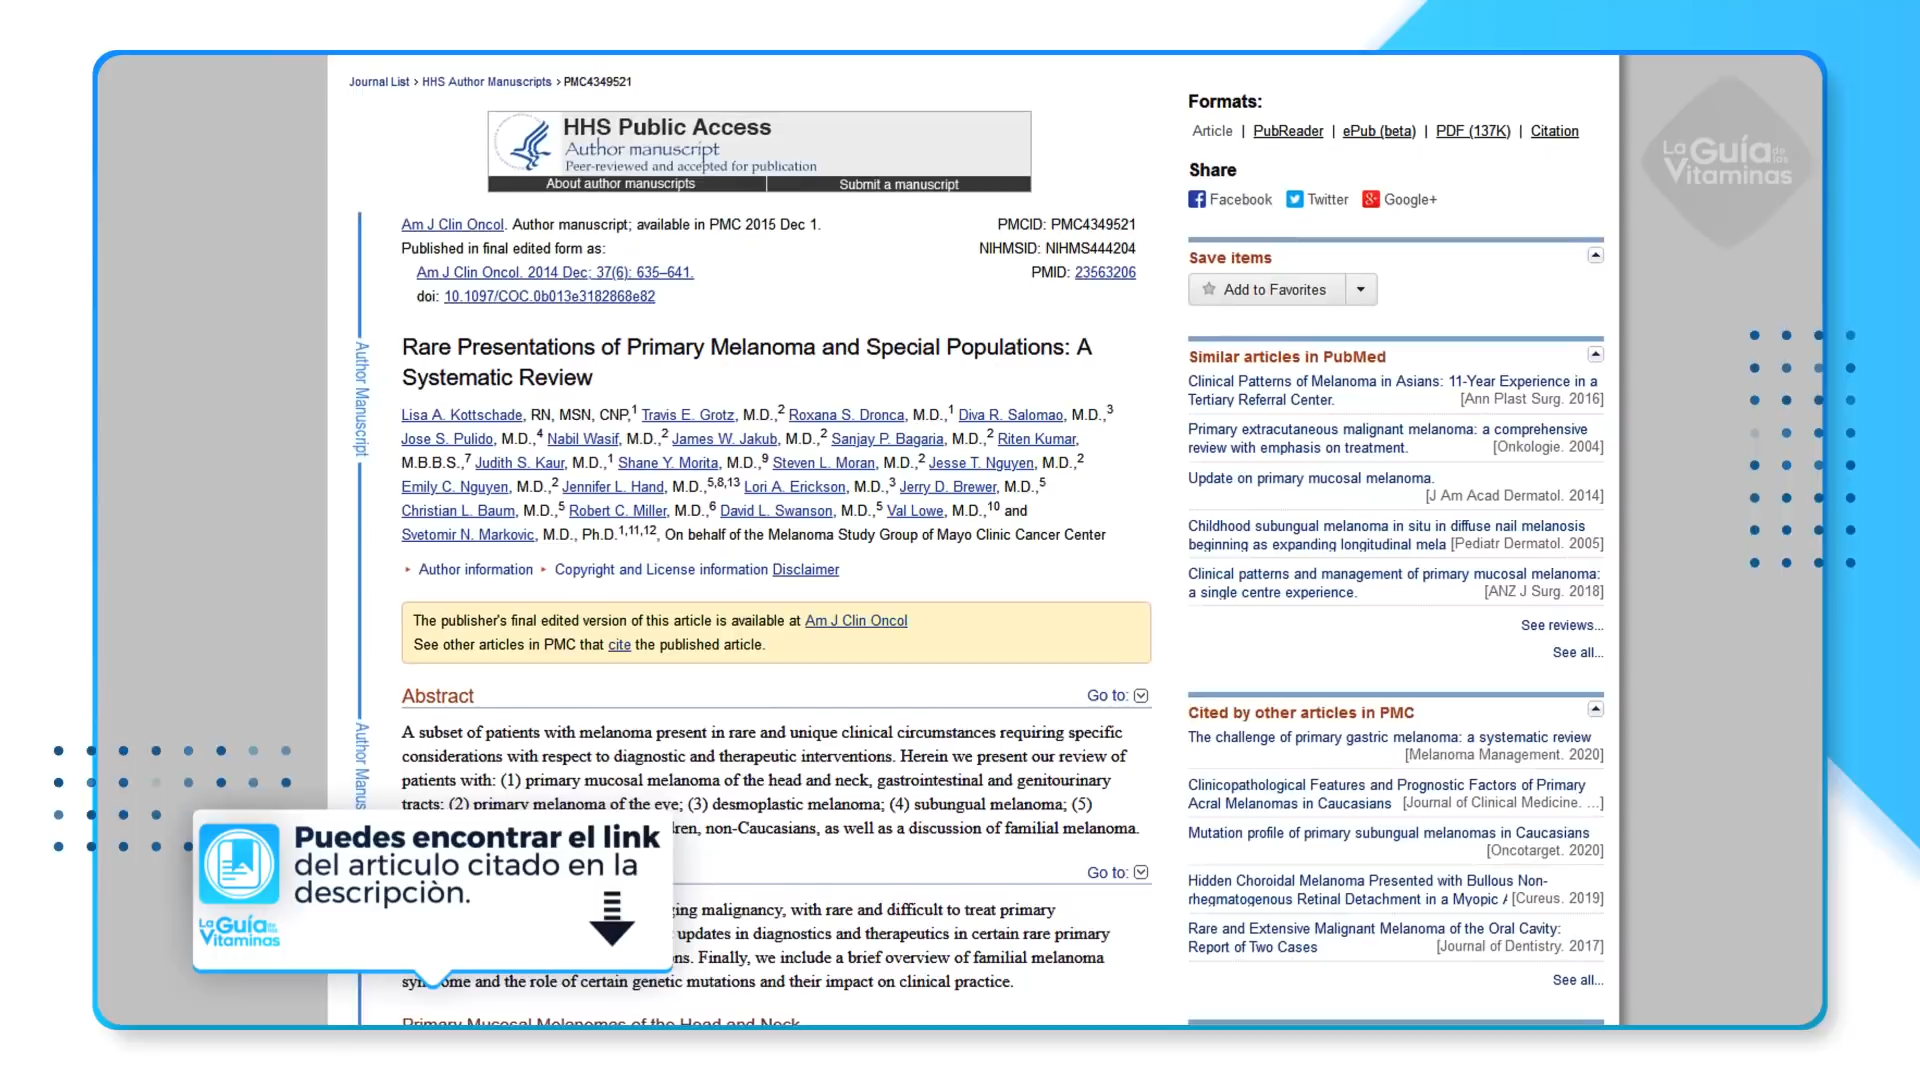 Journal List > HHS Author Manuscripts > PMC4349521
HHS Public Access
Author manuscript
Peer-reviewed and accepted for publication
About author manuscripts
Submit a manuscript
Am J Clin Oncol. Author manuscript; available in PMC 2015 Dec 1.
Published in final edited form as:
Am J Clin Oncol. 2014 Dec; 37(6): 635–641.
doi: 10.1097/COC.0b013e3182868e82
PMCID: PMC4349521
NIHMSID: NIHMS444204
PMID: 23563206
Author Manuscript
Rare Presentations of Primary Melanoma and Special Populations: A
Systematic Review
Lisa A. Kottschade, RN, MSN, CNP,1 Travis E. Grotz, M.D.,2 Roxana S. Dronca, M.D.,1 Diva R. Salomao, M.D.,3
Jose S. Pulido, M.D.,4 Nabil Wasif, M.D.,2 James W. Jakub, M.D.,2 Sanjay P. Bagaria, M.D.,2 Riten Kumar,
M.B.B.S.,7 Judith S. Kaur, M.D.,1 Shane Y. Morita, M.D.,9 Steven L. Moran, M.D.,2 Jesse T. Nguyen, M.D.,2
Emily C. Nguyen, M.D.,2 Jennifer L. Hand, M.D.,5,8,13 Lori A. Erickson, M.D.,3 Jerry D. Brewer, M.D.,5
Christian L. Baum, M.D.,5 Robert C. Miller, M.D.,6 David L. Swanson, M.D.,5 Val Lowe, M.D.,10 and
Svetomir N. Markovic, M.D., Ph.D.1,11,12, On behalf of the Melanoma Study Group of Mayo Clinic Cancer Center
Author information
Copyright and License information Disclaimer
The publisher's final edited version of this article is available at Am J Clin Oncol
See other articles in PMC that cite the published article.
Abstract
Go to:
A subset of patients with melanoma present in rare and unique clinical circumstances requiring specific
considerations with respect to diagnostic and therapeutic interventions. Herein we present our review of
patients with: (1) primary mucosal melanoma of the head and neck, gastrointestinal and genitourinary
tracts; (2) primary melanoma of the eye; (3) desmoplastic melanoma; (4) subungual melanoma; (5)
dren, non-Caucasians, as well as a discussion of familial melanoma.
Author Manus
Go to:
ging malignancy, with rare and difficult to treat primary
updates in diagnostics and therapeutics in certain rare primary
ns. Finally, we include a brief overview of familial melanoma
syn ome and the role of certain genetic mutations and their impact on clinical practice.
Primary Mucosal Melanomas of the Head and Neck
Puedes encontrar el link
del articulo citado en la
descripciòn.
La Guía de las
Vitaminas
Formats:
Article | PubReader | ePub (beta) | PDF (137K) | Citation
Share
Facebook Twitter Google+
Save items
Add to Favorites
Similar articles in PubMed
Clinical Patterns of Melanoma in Asians: 11-Year Experience in a
Tertiary Referral Center. [Ann Plast Surg. 2016]
Primary extracutaneous malignant melanoma: a comprehensive
review with emphasis on treatment. [Onkologie. 2004]
Update on primary mucosal melanoma.
[J Am Acad Dermatol. 2014]
Childhood subungual melanoma in situ in diffuse nail melanosis
beginning as expanding longitudinal mela [Pediatr Dermatol. 2005]
Clinical patterns and management of primary mucosal melanoma:
a single centre experience. [ANZ J Surg. 2018]
See reviews...
See all...
Cited by other articles in PMC
The challenge of primary gastric melanoma: a systematic review
[Melanoma Management. 2020]
Clinicopathological Features and Prognostic Factors of Primary
Acral Melanomas in Caucasians [Journal of Clinical Medicine. ...]
Mutation profile of primary subungual melanomas in Caucasians
[Oncotarget. 2020]
Hidden Choroidal Melanoma Presented with Bullous Non-
rhegmatogenous Retinal Detachment in a Myopic [Cureus. 2019]
Rare and Extensive Malignant Melanoma of the Oral Cavity:
Report of Two Cases [Journal of Dentistry. 2017]
See all...
La Guía de las
Vitaminas